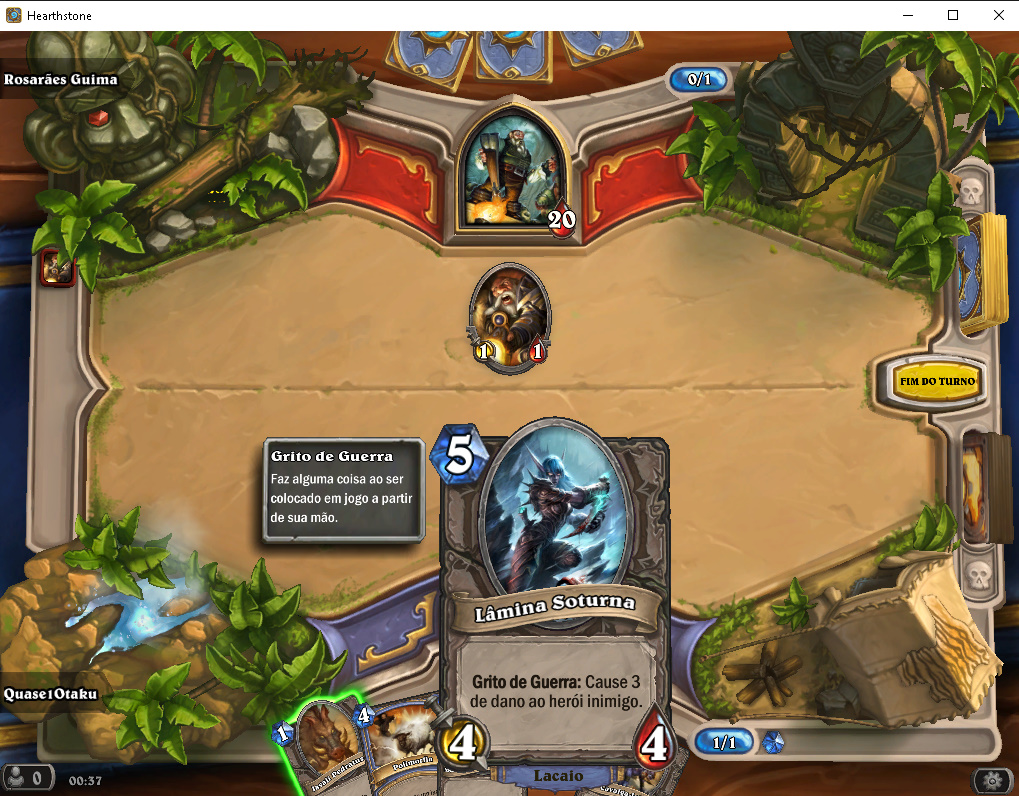 Hearthstone
Rosarães Guima
0/1
20
1 1
FIM DO TURNO
Grito de Guerra
Faz alguma coisa ao ser
colocado em jogo a partir
de sua mão.
5
Lâmina Soturna
Grito de Guerra: Cause 3
de dano ao herói inimigo.
4 4
Lacaio
Quase1Otaku
1
4
Polimorfia
1/1
0
00:37